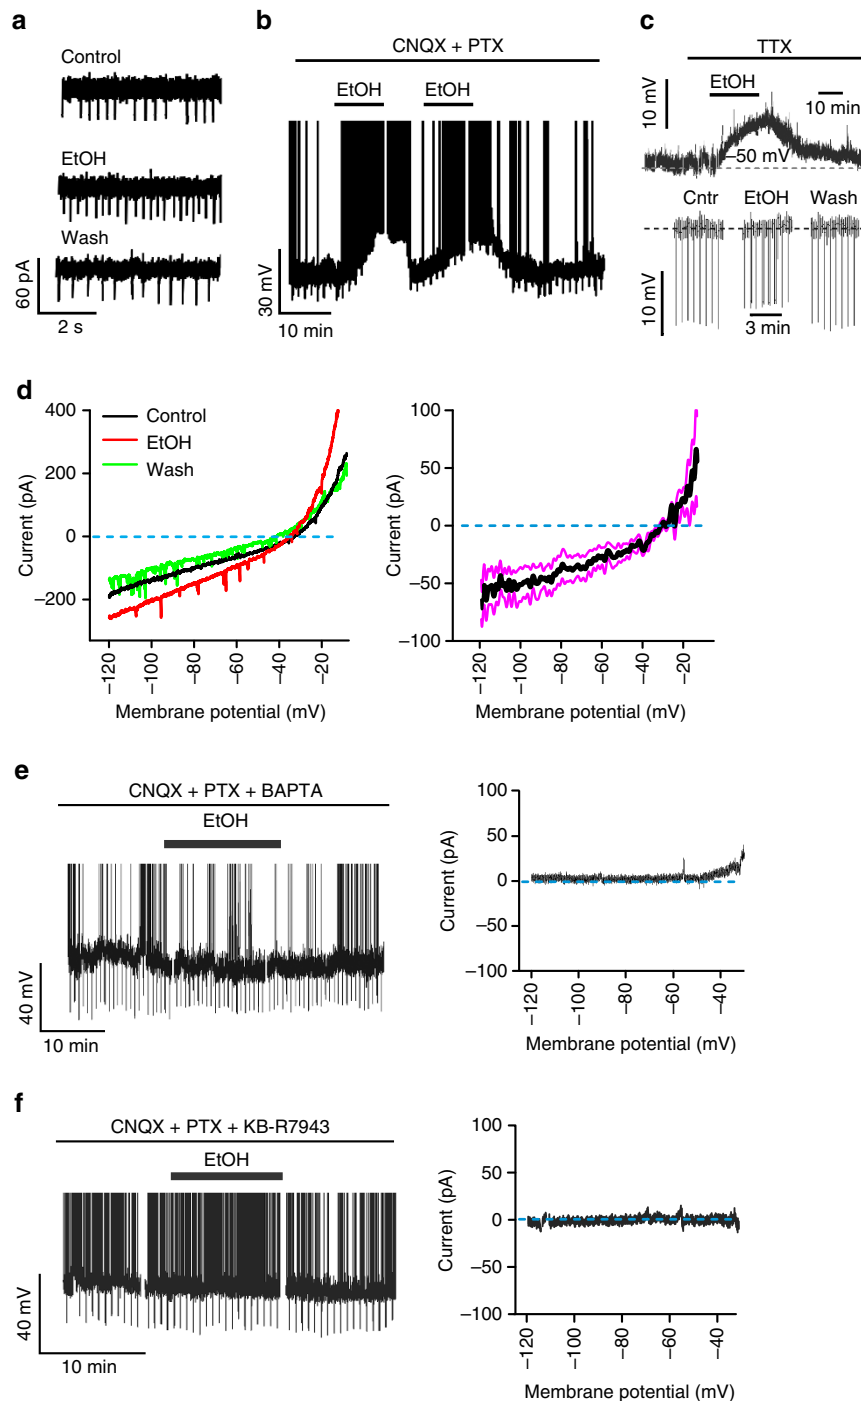 a
Control
EtOH
Wash
60 pA
2 s
b
CNQX + PTX
EtOH
EtOH
30 mV
10 min
c
TTX
EtOH
10 min
10 mV
–50 mV
Cntr
EtOH
Wash
10 mV
3 min
d
400
200
0
–200
Current (pA)
Control
EtOH
Wash
–120
–100
–80
–60
–40
–20
Membrane potential (mV)
100
50
0
–50
–100
Current (pA)
–120
–100
–80
–60
–40
–20
Membrane potential (mV)
e
CNQX + PTX + BAPTA
EtOH
40 mV
10 min
100
50
0
–50
–100
Current (pA)
–120
–100
–80
–60
–40
Membrane potential (mV)
f
CNQX + PTX + KB-R7943
EtOH
40 mV
10 min
100
50
0
–50
–100
Current (pA)
–120
–100
–80
–60
–40
Membrane potential (mV)